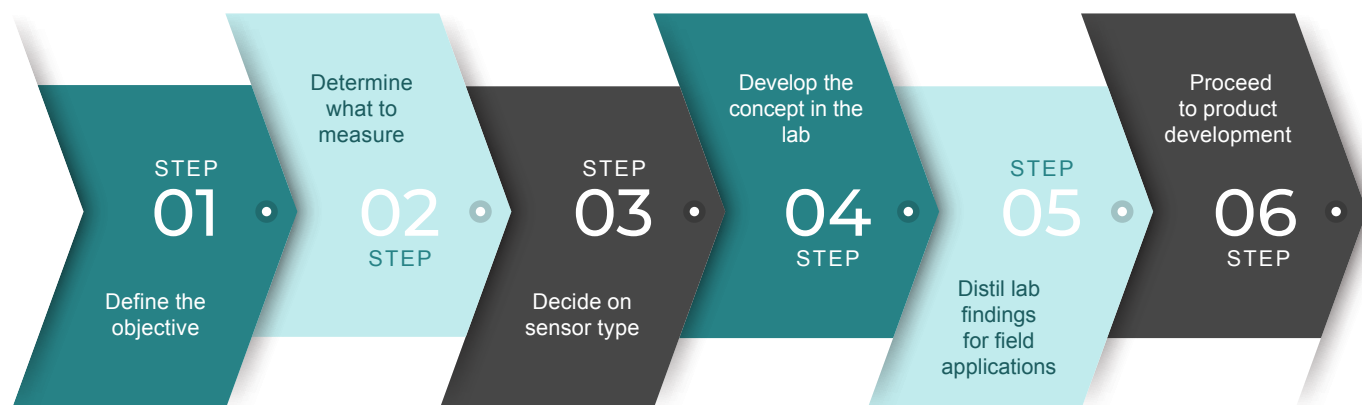 STEP
01
Define the
objective
Determine
what to
measure
02
STEP
STEP
03
Decide on
sensor type
Develop the
concept in the
lab
04
STEP
STEP
05
Distil lab
findings
for field
applications
Proceed
to product
development
06
STEP